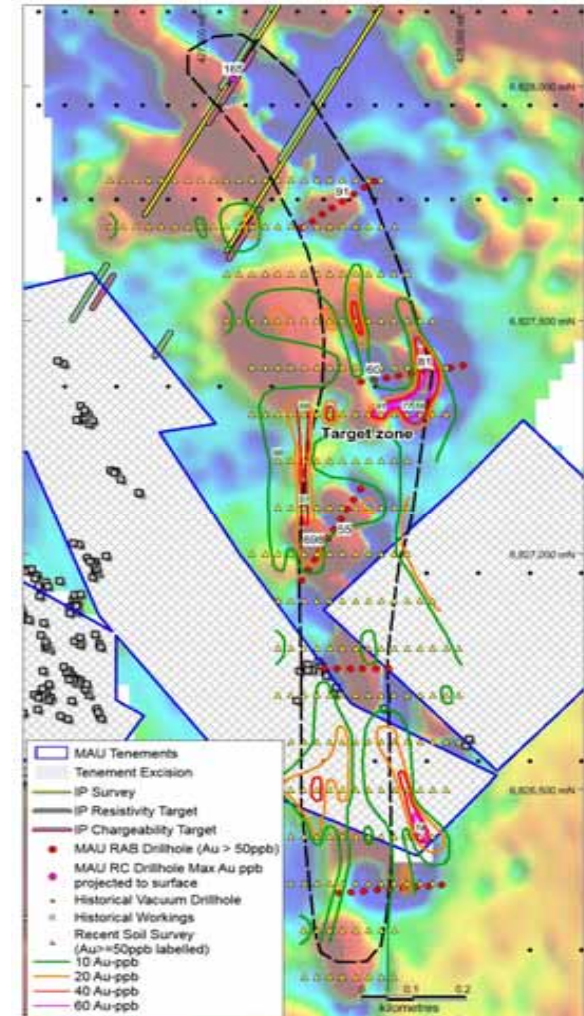 165
6,828,000 mN
91
6,827,500 mN
60
81
Target zone
55
698
6,827,000 mN
6,826,500 mN
MAU Tenements
Tenement Excision
IP Survey
IP Resistivity Target
IP Chargeability Target
MAU RAB Drillhole (Au > 50ppb)
MAU RC Drillhole Max Au ppb
projected to surface
Historical Vacuum Drillhole
Historical Workings
Recent Soil Survey
(Au>=50ppb labelled)
10 Au-ppb
20 Au-ppb
40 Au-ppb
60 Au-ppb
0 0.1 0.2
kilometres